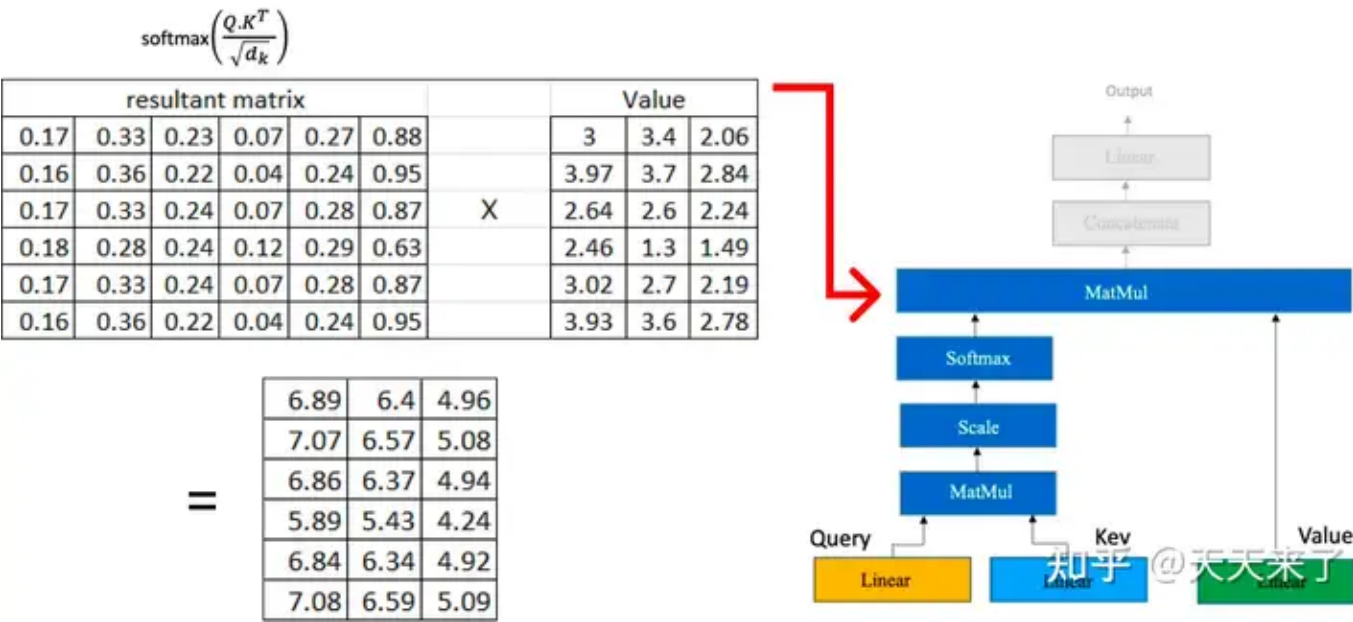 softmax(Q.K^T/√d_k)
resultant matrix Value
0.17 0.33 0.23 0.07 0.27 0.88 3 3.4 2.06
0.16 0.36 0.22 0.04 0.24 0.95 3.97 3.7 2.84
0.17 0.33 0.24 0.07 0.28 0.87 X 2.64 2.6 2.24
0.18 0.28 0.24 0.12 0.29 0.63 2.46 1.3 1.49
0.17 0.33 0.24 0.07 0.28 0.87 3.02 2.7 2.19
0.16 0.36 0.22 0.04 0.24 0.95 3.93 3.6 2.78
=
6.89 6.4 4.96
7.07 6.57 5.08
6.86 6.37 4.94
5.89 5.43 4.24
6.84 6.34 4.92
7.08 6.59 5.09
Output
Linear
Concatenate
MatMul
Softmax
Scale
MatMul
Query Key Value
Linear Linear Linear
知乎 @天天来了